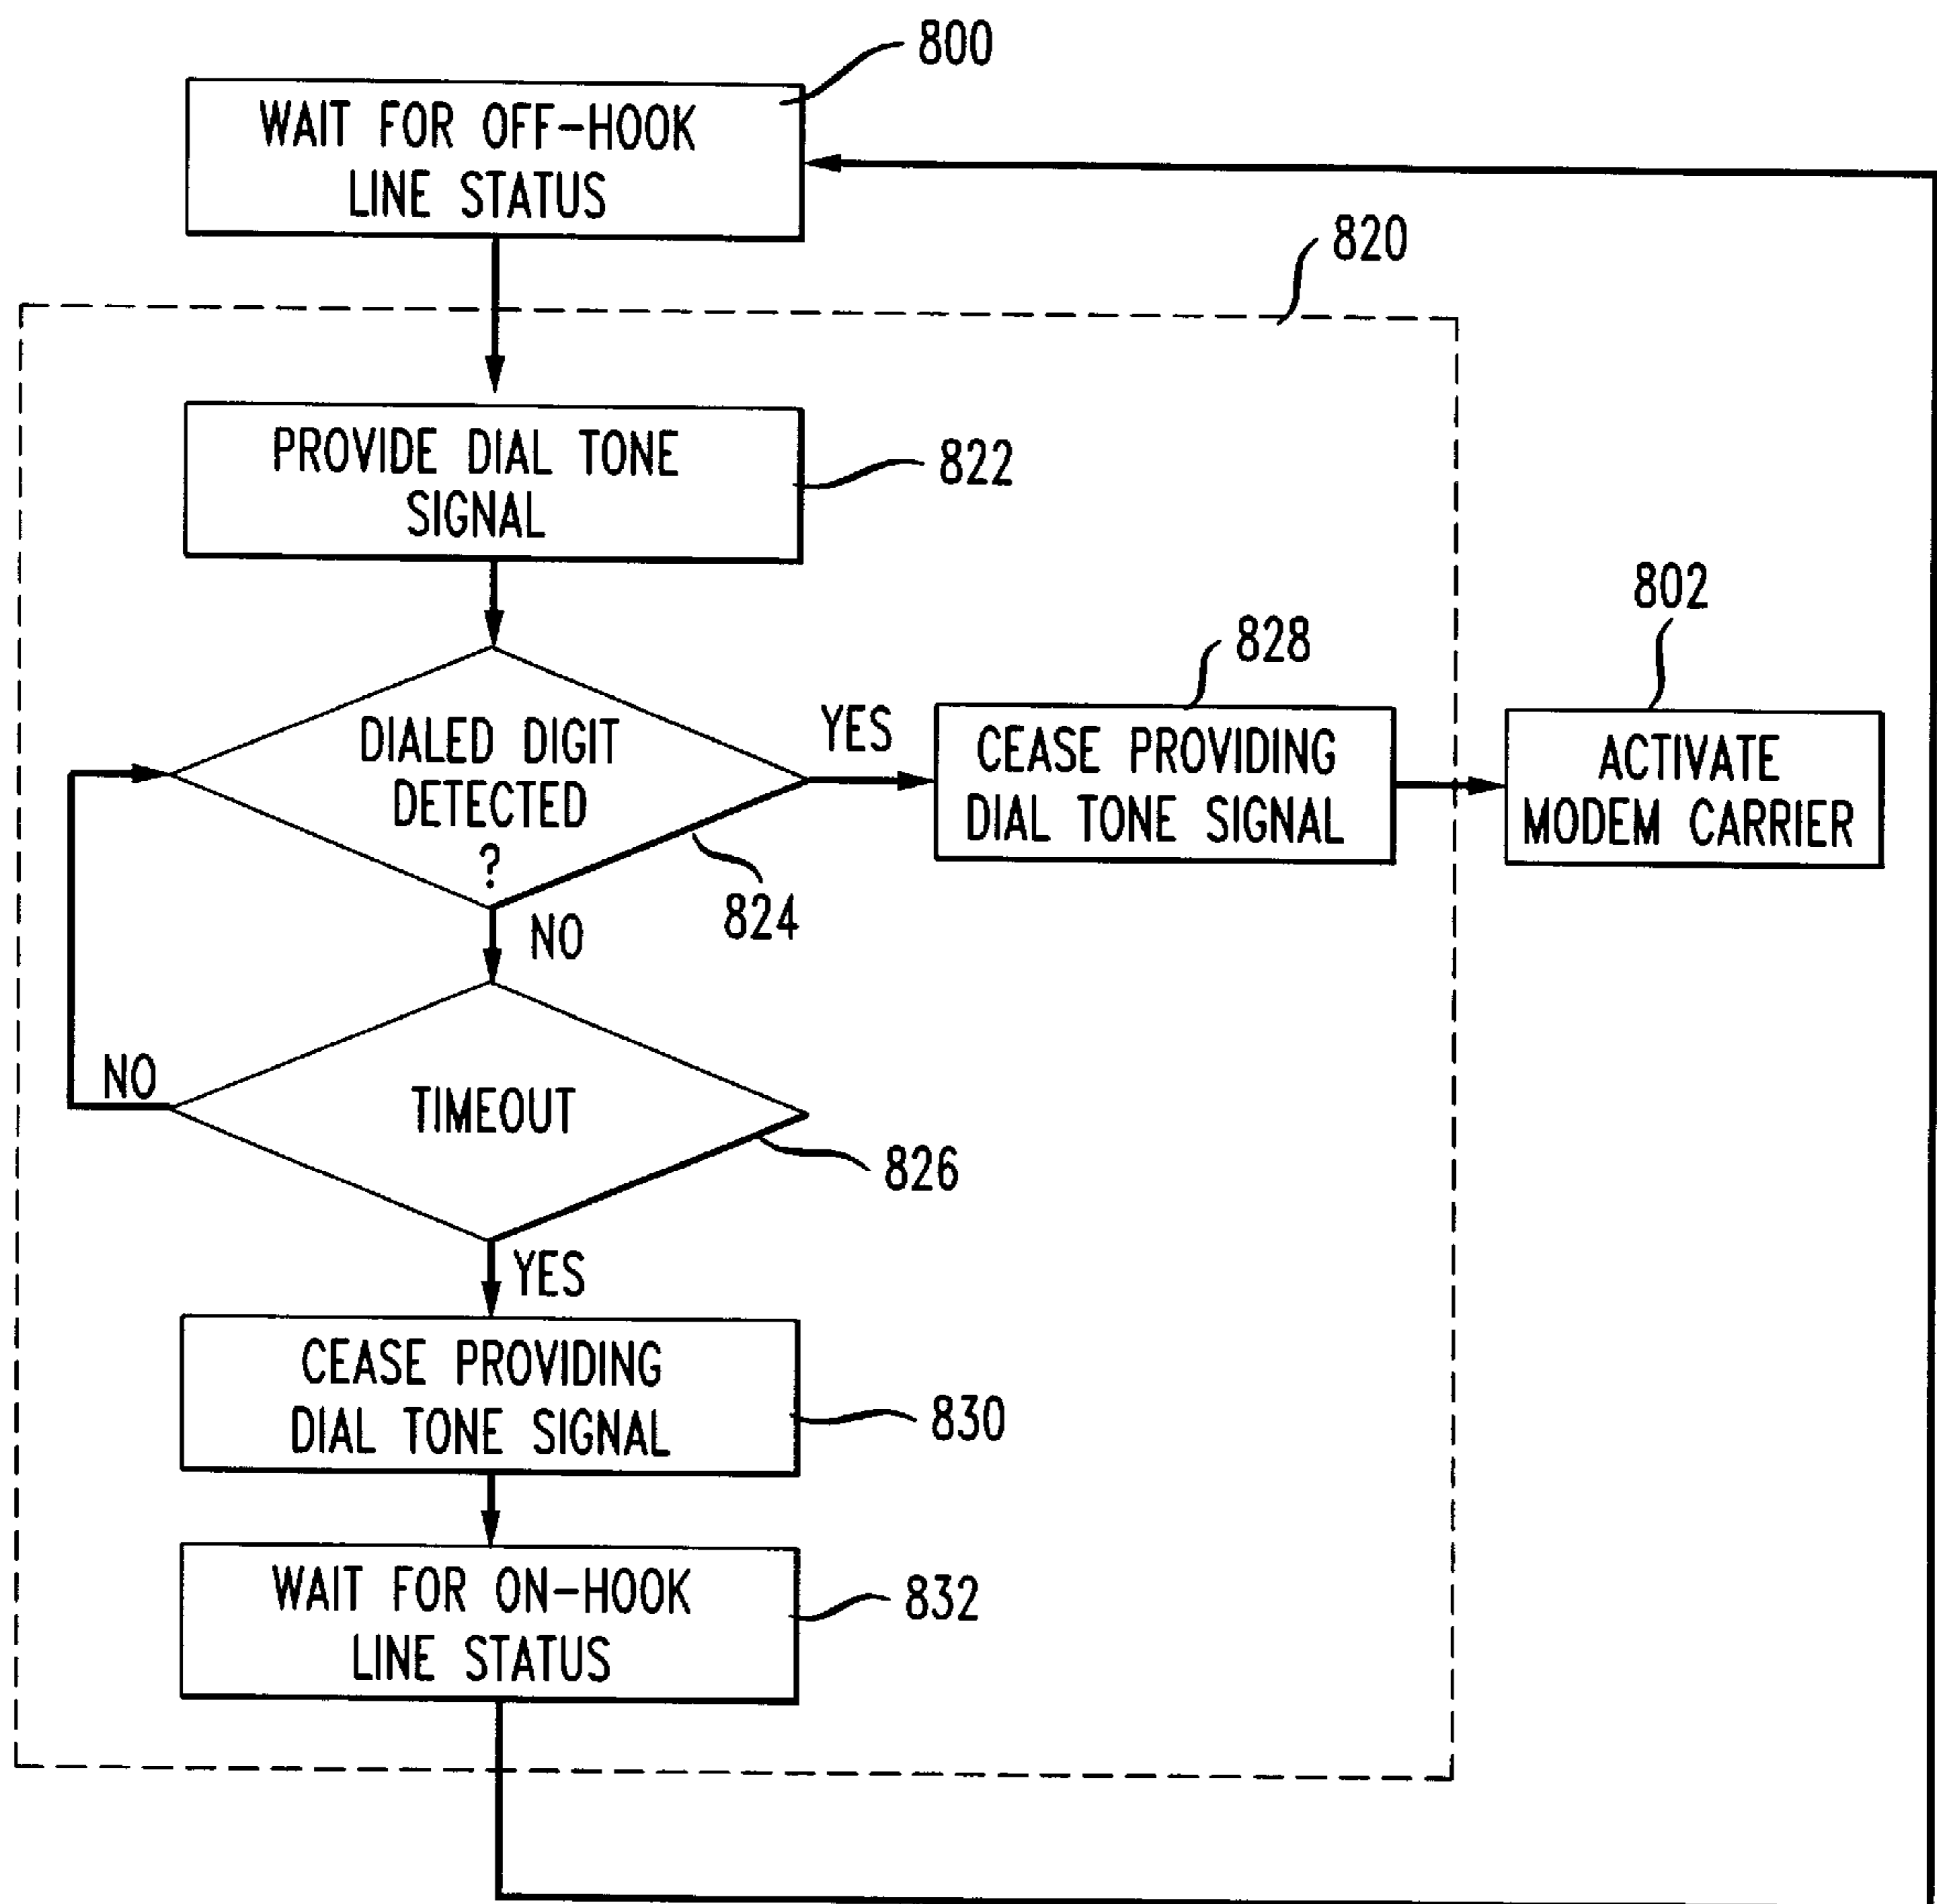 800
WAIT FOR OFF-HOOK
LINE STATUS
820
PROVIDE DIAL TONE
SIGNAL
822
802
828
DIALED DIGIT
DETECTED
?
YES
CEASE PROVIDING
DIAL TONE SIGNAL
ACTIVATE
MODEM CARRIER
824
NO
NO
TIMEOUT
826
YES
CEASE PROVIDING
DIAL TONE SIGNAL
830
WAIT FOR ON-HOOK
LINE STATUS
832